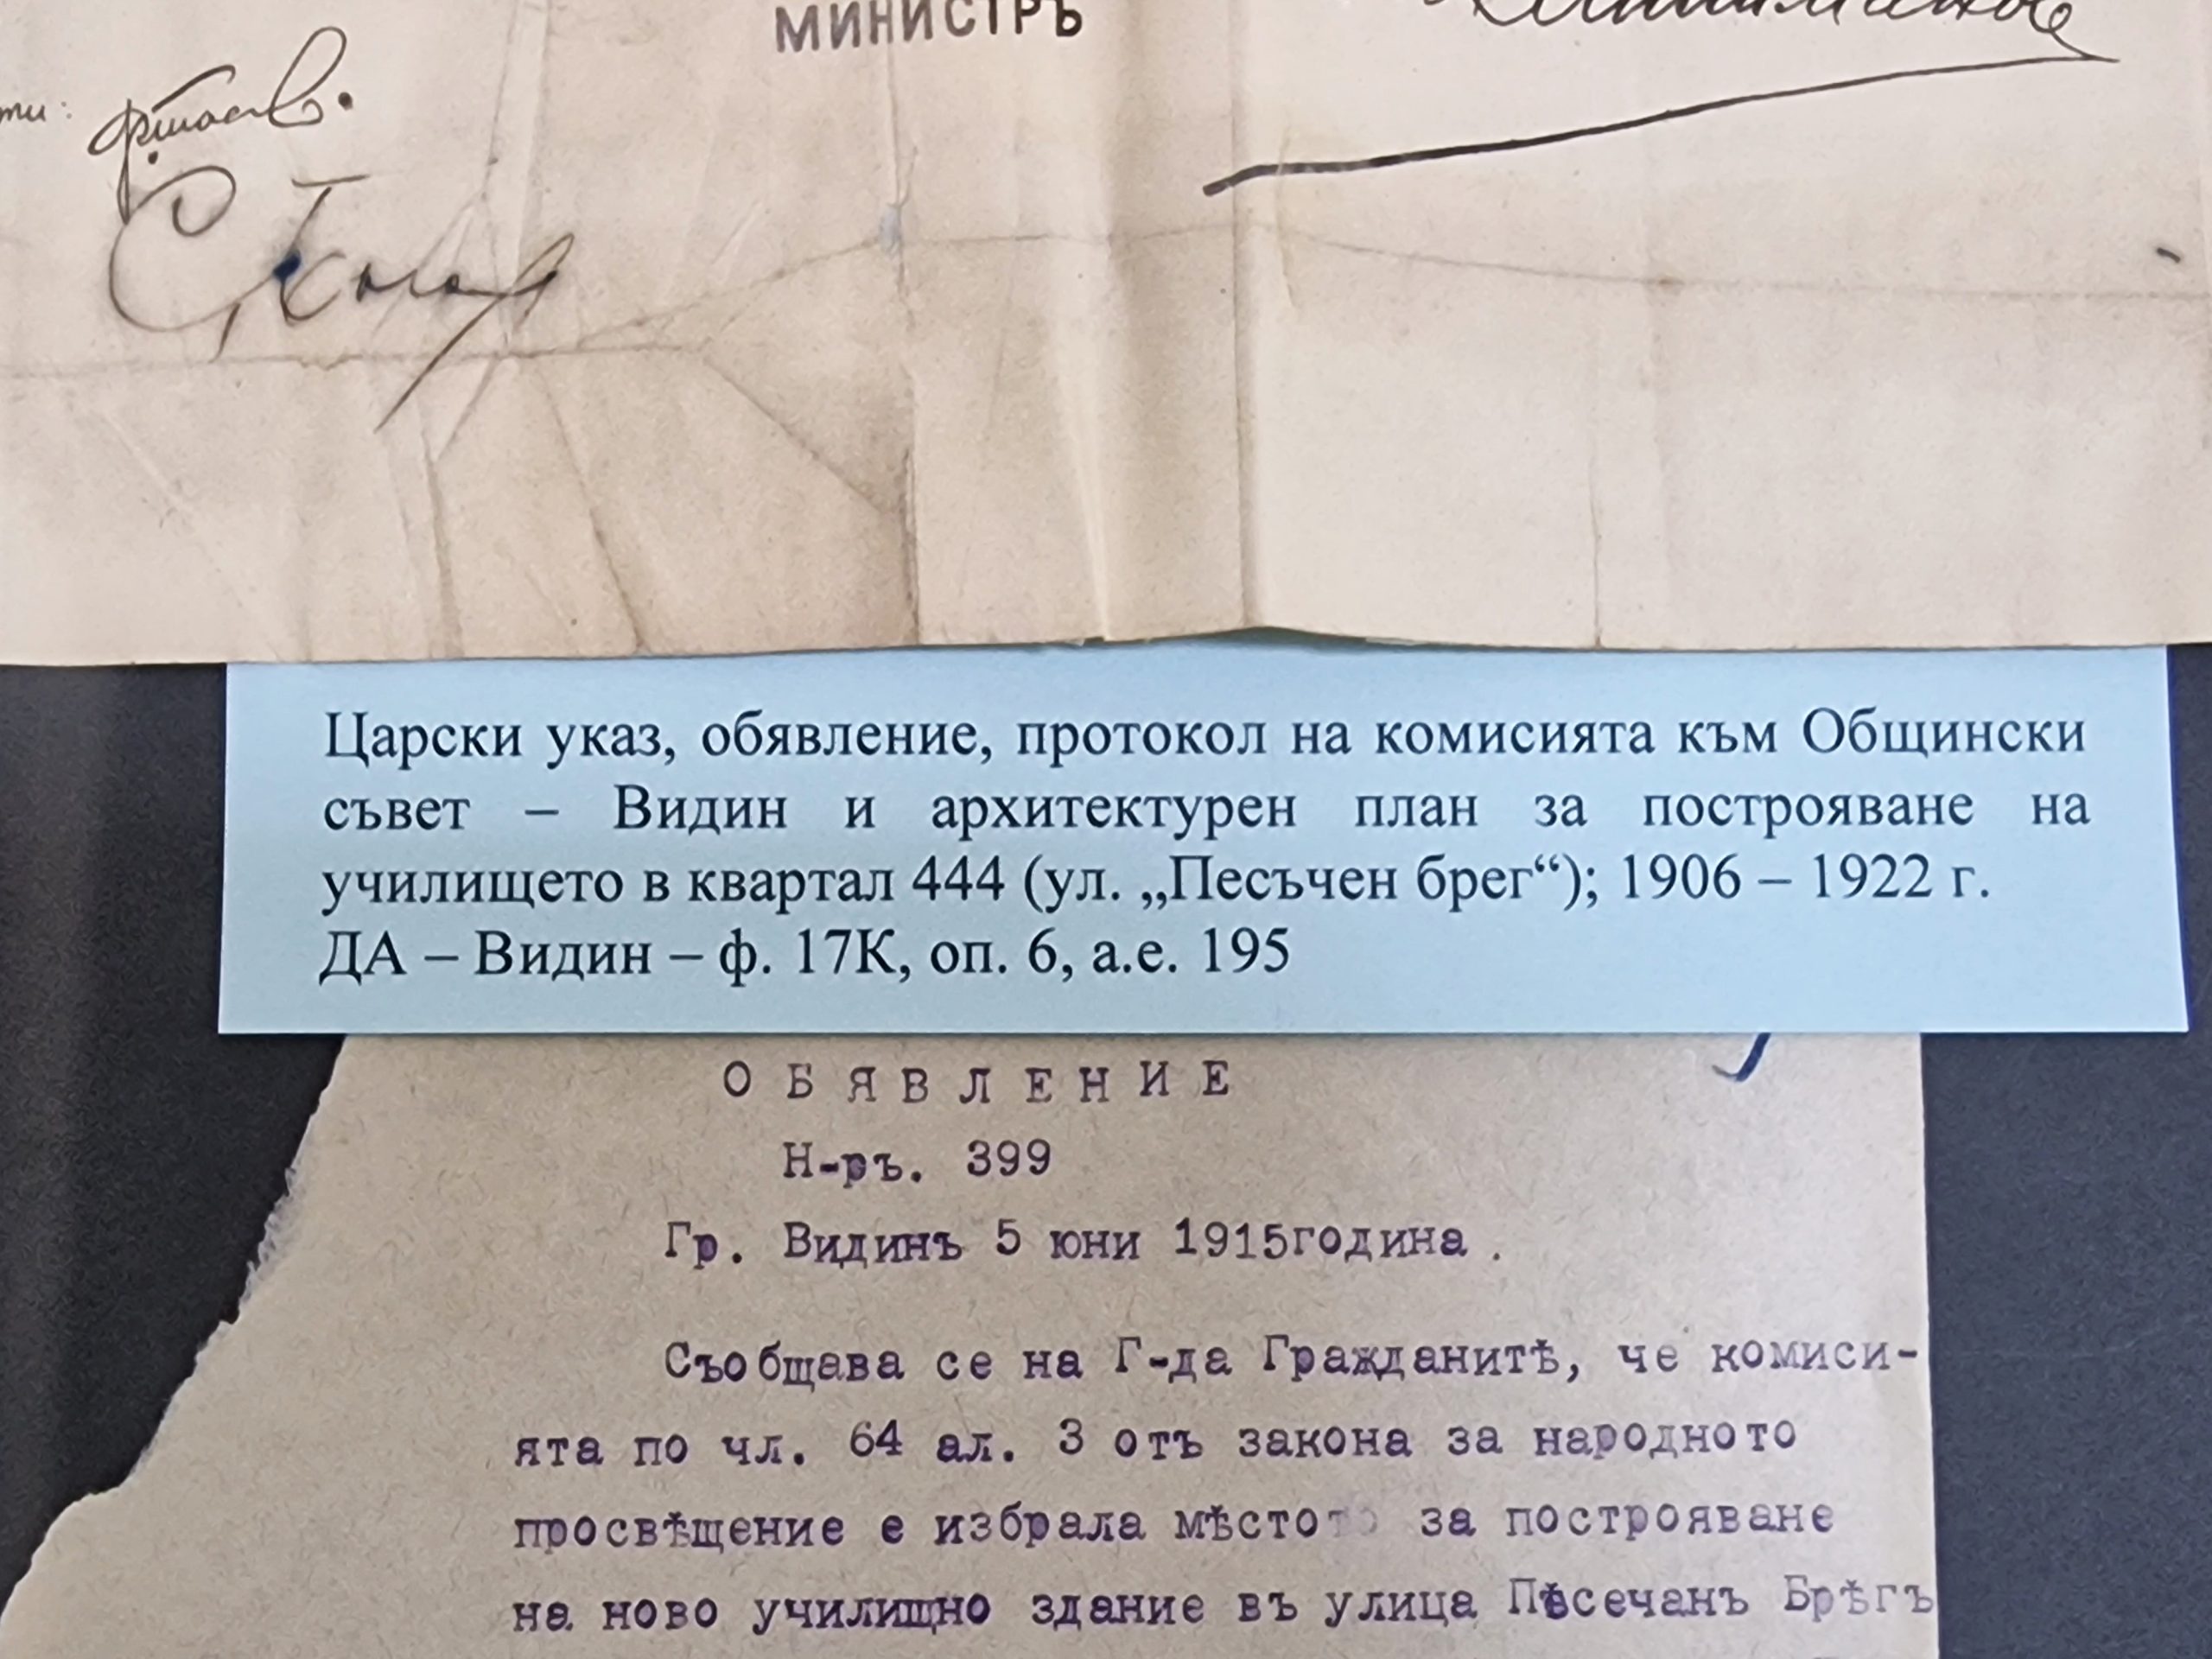 МИНИСТРЪ
Царски указ, обявление, протокол на комисията към Общински
съвет – Видин и архитектурен план за построяване на
училището в квартал 444 (ул. „Песъчен брег“); 1906 – 1922 г.
ДА – Видин – ф. 17К, оп. 6, а.е. 195
ОБЯВЛЕНИЕ
Н-ръ. 399
Гр. Видинъ 5 юни 1915година.
Съобщава се на Г-да Гражданитѣ, че комиси-
ята по чл. 64 ал. 3 отъ закона за народното
просвѣщение е избрала мѣстото за построяване
на ново училищно здание въ улица Пѣсечанъ Брѣгъ